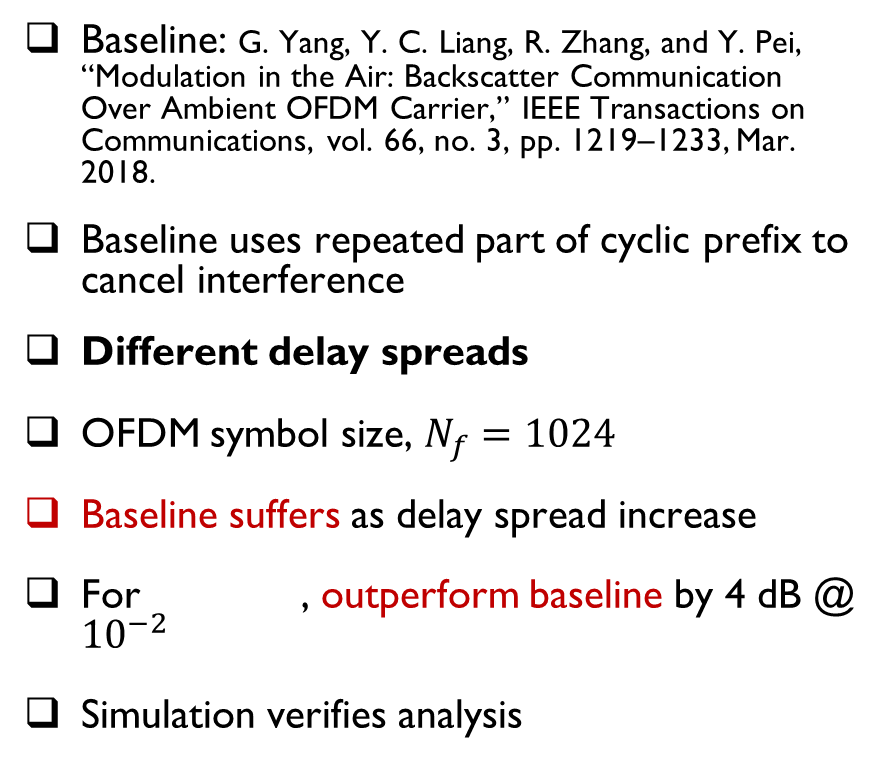 ❑ Baseline: G. Yang, Y. C. Liang, R. Zhang, and Y. Pei,
“Modulation in the Air: Backscatter Communication
Over Ambient OFDM Carrier,” IEEE Transactions on
Communications, vol. 66, no. 3, pp. 1219–1233, Mar.
2018.
❑ Baseline uses repeated part of cyclic prefix to
cancel interference
❑ Different delay spreads
❑ OFDM symbol size, N_f = 1024
❑ Baseline suffers as delay spread increase
❑ For , outperform baseline by 4 dB @
10^{-2}
❑ Simulation verifies analysis